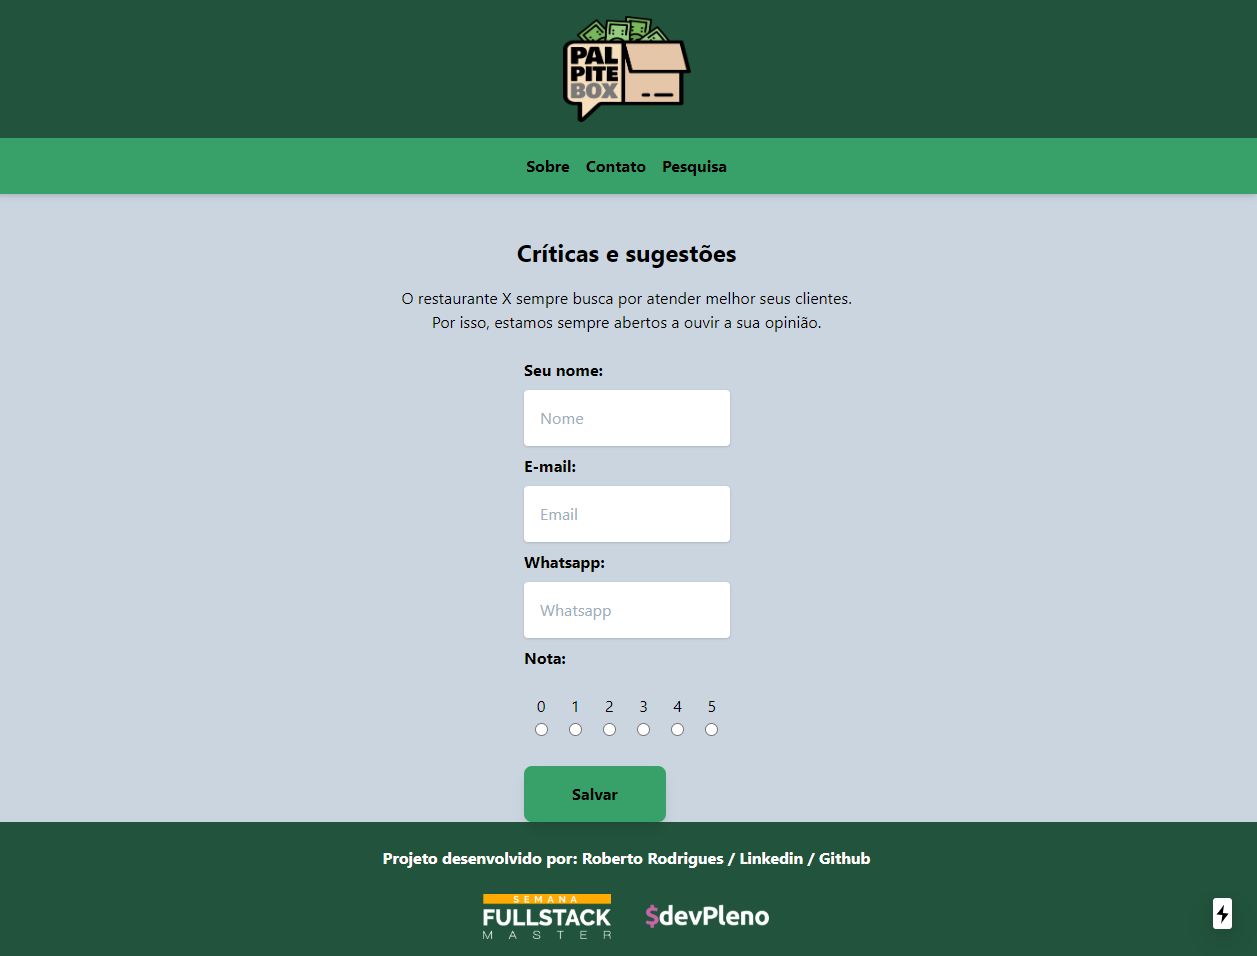 PAL
PITE
BOX
Sobre Contato Pesquisa
Críticas e sugestões
O restaurante X sempre busca por atender melhor seus clientes.
Por isso, estamos sempre abertos a ouvir a sua opinião.
Seu nome:
Nome
E-mail:
Email
Whatsapp:
Whatsapp
Nota:
0 1 2 3 4 5
Salvar
Projeto desenvolvido por: Roberto Rodrigues / Linkedin / Github
SEMANA
FULLSTACK
MASTER
$devPleno